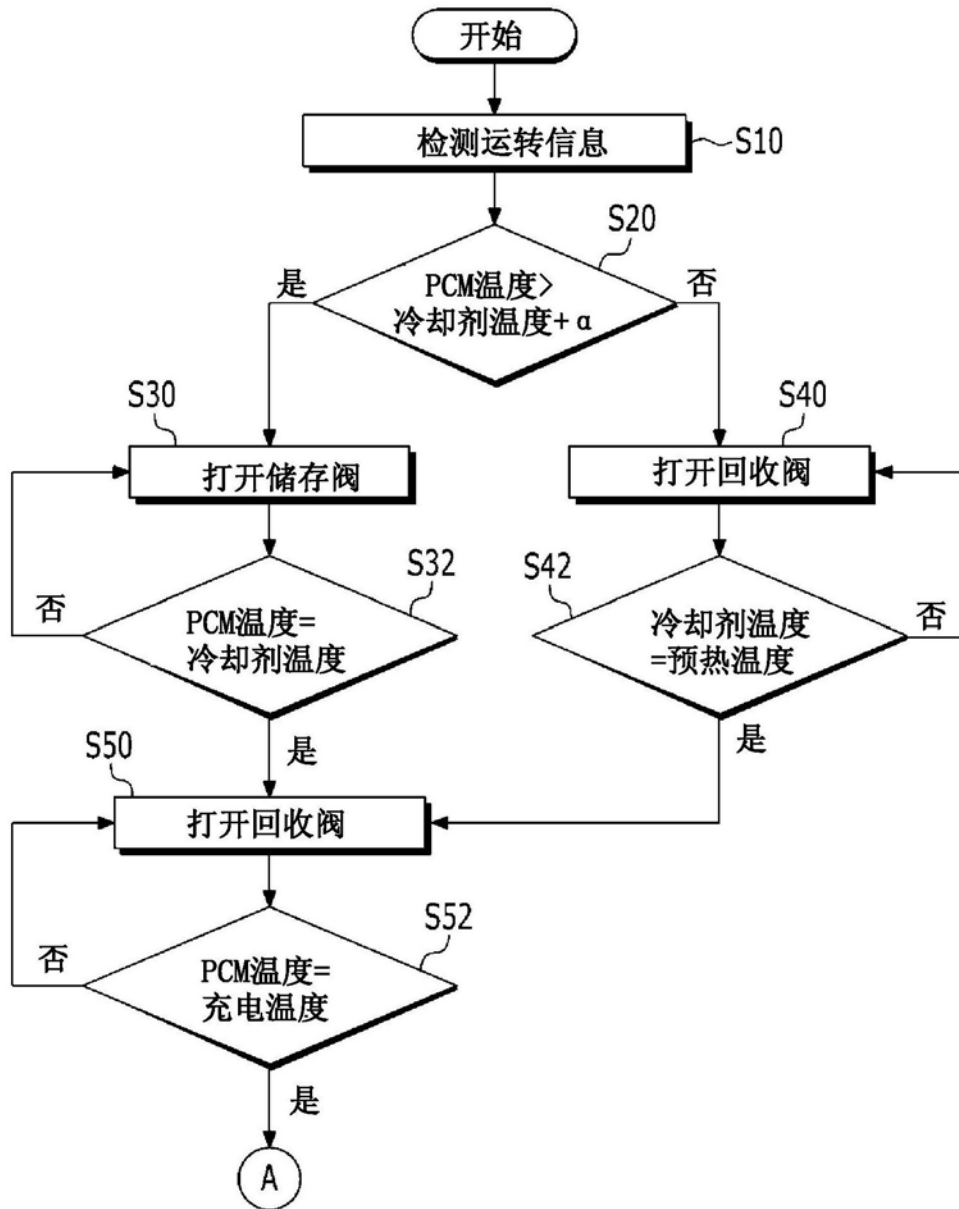 开始
检测运转信息
S10
S20
PCM温度>
冷却剂温度+α
是
否
S30
打开储存阀
S40
打开回收阀
S32
PCM温度=
冷却剂温度
否
S42
冷却剂温度
=预热温度
否
是
是
S50
打开回收阀
S52
PCM温度=
充电温度
否
是
A